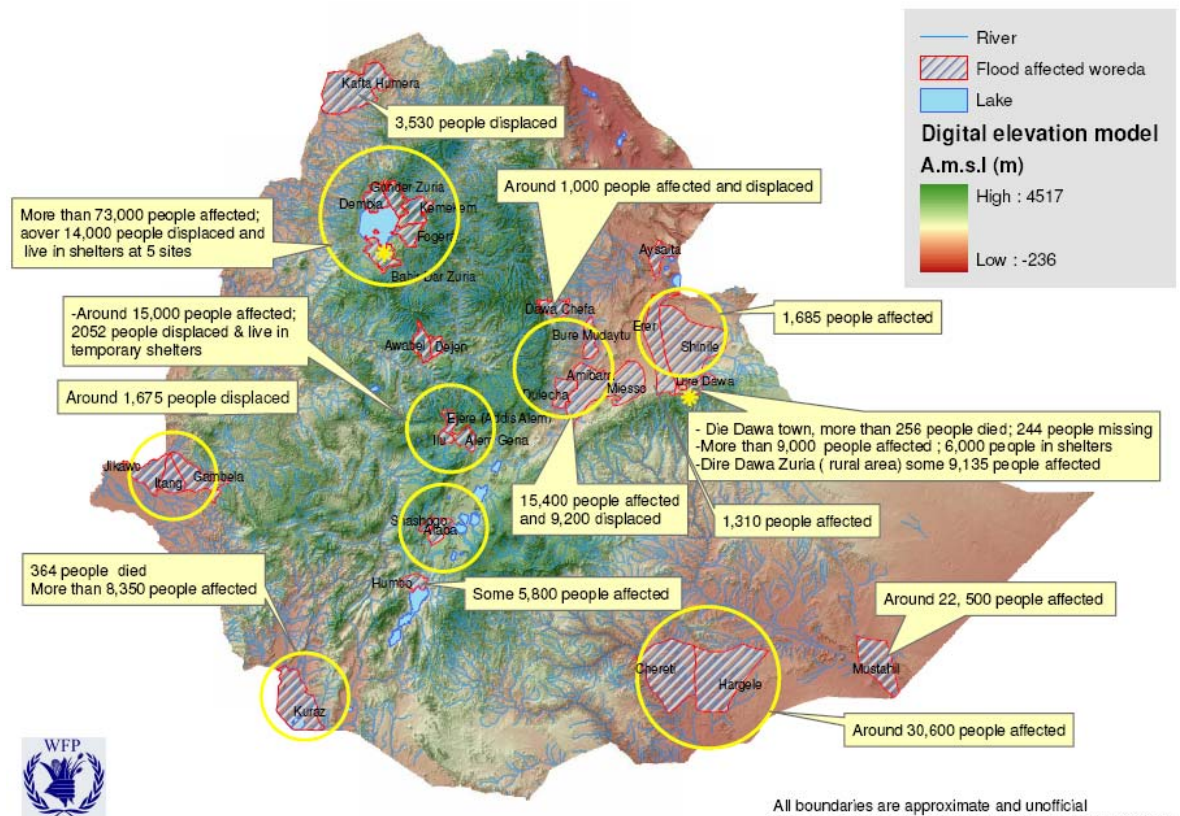 River
Flood affected woreda
Lake
Digital elevation model
A.m.s.l (m)
High : 4517
Low : -236
Kafta Humera
3,530 people displaced
Around 1,000 people affected and displaced
Gonder Zuria
Dembia
Kemekem
Fogera
Bahir Dar Zuria
More than 73,000 people affected;
aover 14,000 people displaced and
live in shelters at 5 sites
Aysaita
-Around 15,000 people affected;
2052 people displaced & live in
temporary shelters
Dawa Chefa
Bure Mudaytu
Erer
Shinile
1,685 people affected
Awabel
Dejen
Amibara
Miesso
Dulecha
Dire Dawa
Around 1,675 people displaced
Ejere (Addis Alem)
Ilu
Alem Gena
- Die Dawa town, more than 256 people died; 244 people missing
-More than 9,000 people affected ; 6,000 people in shelters
-Dire Dawa Zuria ( rural area) some 9,135 people affected
Jikawo
Itang
Gambela
15,400 people affected
and 9,200 displaced
1,310 people affected
Shashogo
Alaba
364 people died
More than 8,350 people affected
Humbo
Some 5,800 people affected
Around 22, 500 people affected
Chereti
Hargele
Mustahil
Kuraz
Around 30,600 people affected
WFP
All boundaries are approximate and unofficial